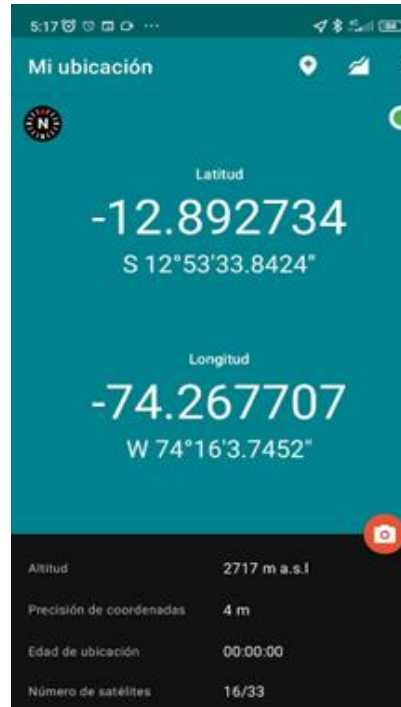 5:17
Mi ubicación
N
Latitud
-12.892734
S 12°53'33.8424"
Longitud
-74.267707
W 74°16'3.7452"
Altitud 2717 m a.s.l
Precisión de coordenadas 4 m
Edad de ubicación 00:00:00
Número de satélites 16/33